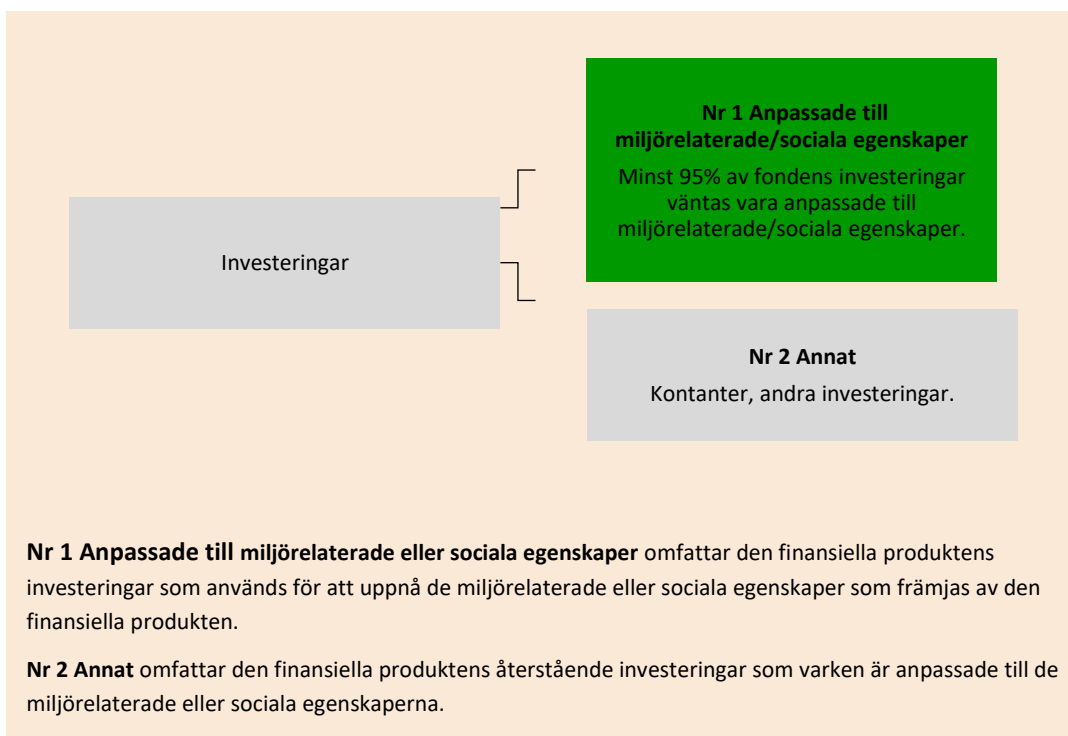 Nr 1 Anpassade till
miljörelaterade/sociala egenskaper
Minst 95% av fondens investeringar
väntas vara anpassade till
miljörelaterade/sociala egenskaper.
Investeringar
Nr 2 Annat
Kontanter, andra investeringar.
Nr 1 Anpassade till miljörelaterade eller sociala egenskaper omfattar den finansiella produktens
investeringar som används för att uppnå de miljörelaterade eller sociala egenskaper som främjas av den
finansiella produkten.
Nr 2 Annat omfattar den finansiella produktens återstående investeringar som varken är anpassade till de
miljörelaterade eller sociala egenskaperna.